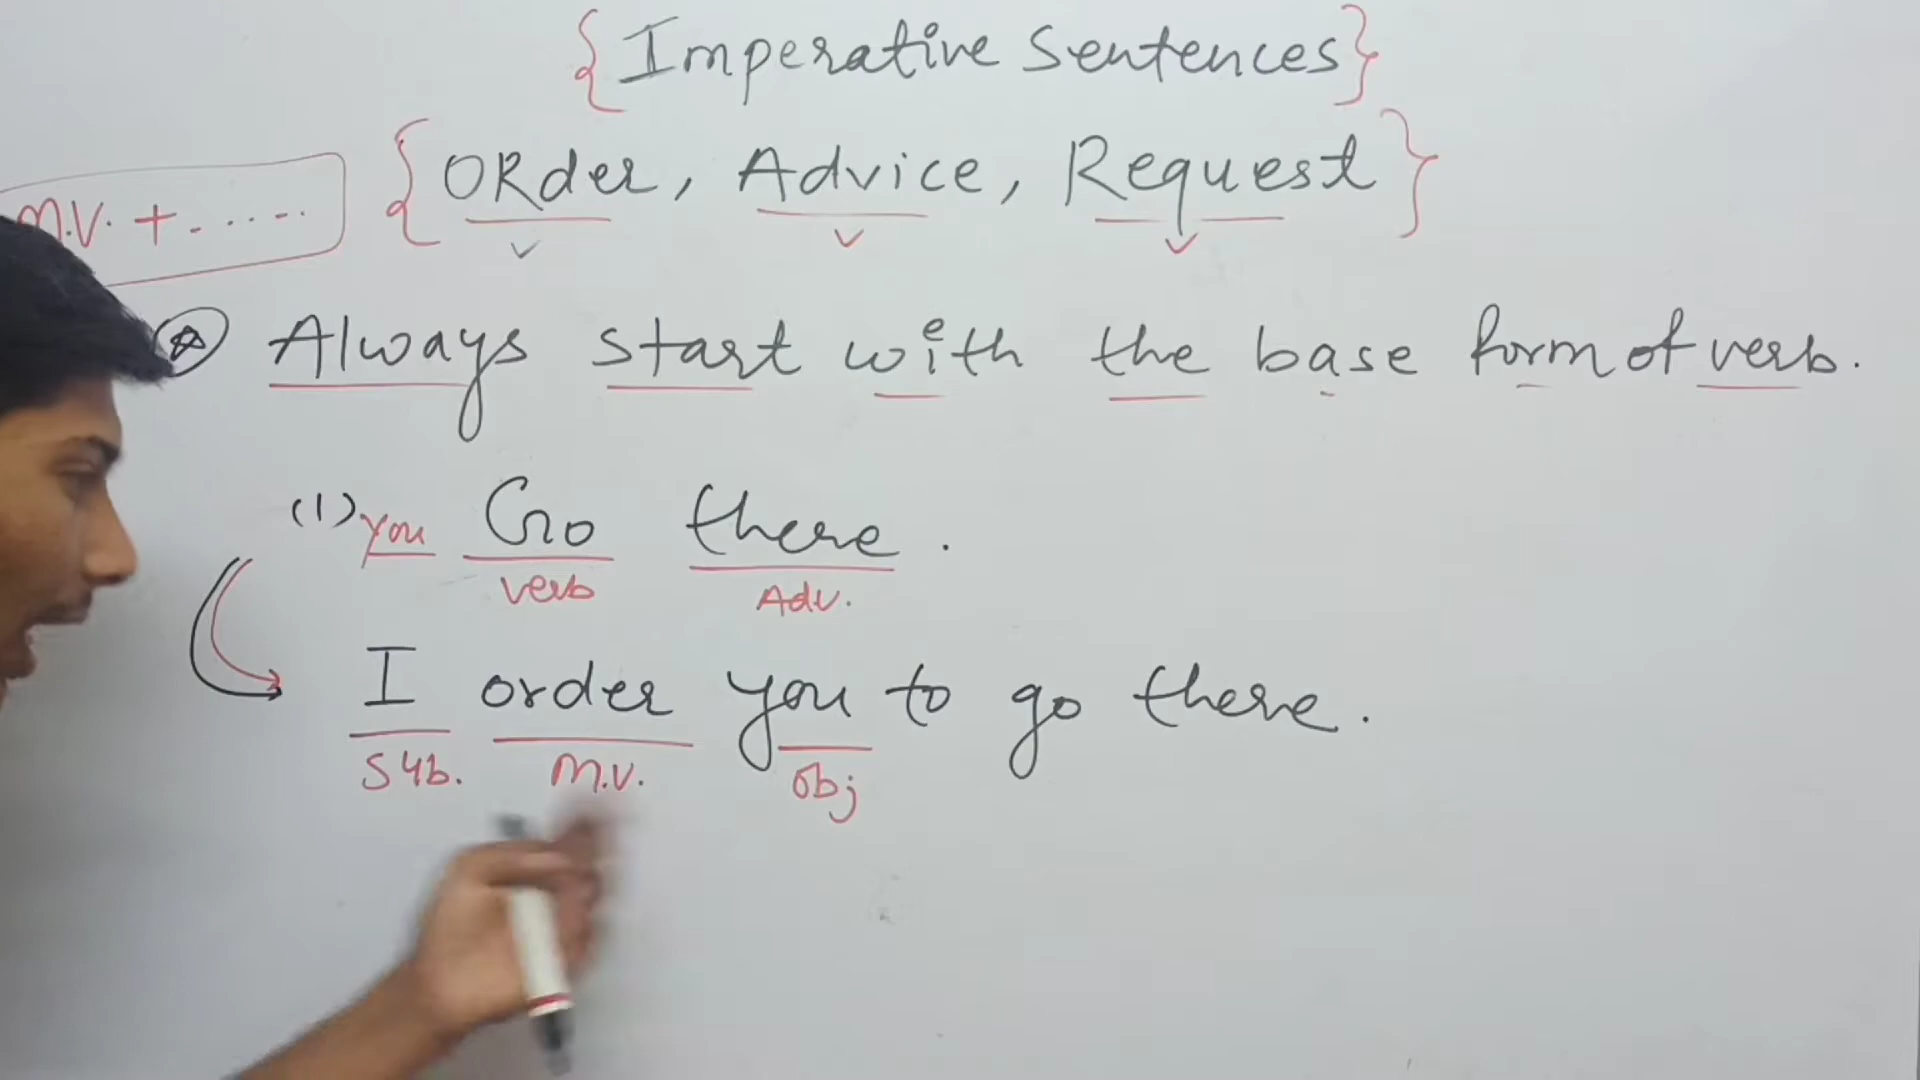 {Imperative Sentences}
{ORder, Advice, Request}
M.V. + - .....
Always start with the base form of verb.
(1) you Go there.
verb Adv.
I order you to go there.
Sub. M.V. Obj